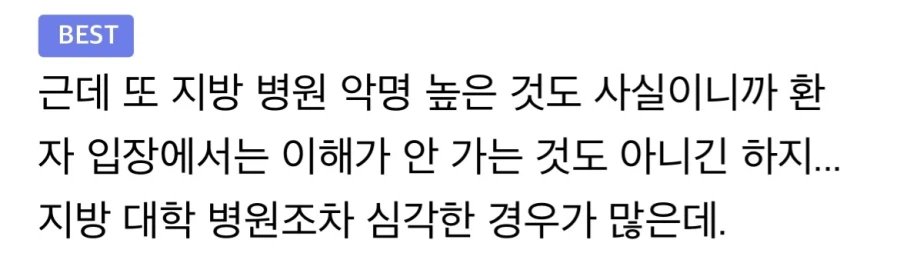 BEST
근데 또 지방 병원 악명 높은 것도 사실이니까 환
자 입장에서는 이해가 안 가는 것도 아니긴 하지...
지방 대학 병원조차 심각한 경우가 많은데.